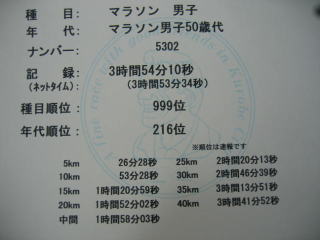 種　目:　マラソン　男子
年　代:　マラソン男子50歳代
ナンバー:　5302
記　録:　3時間54分10秒
(ネットタイム):　(3時間53分34秒)
種目順位:　999位
年代順位:　216位
※順位は速報です
5km　26分28秒　25km　2時間20分13秒
10km　53分28秒　30km　2時間46分39秒
15km　1時間20分59秒　35km　3時間13分51秒
20km　1時間52分02秒　40km　3時間41分52秒
中間　1時間58分03秒